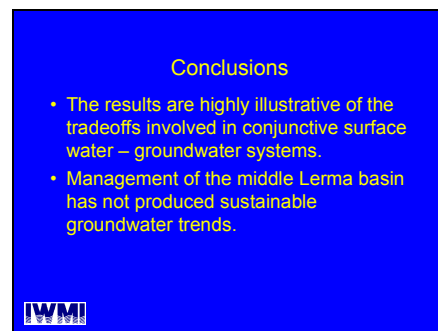 Conclusions
• The results are highly illustrative of the
tradeoffs involved in conjunctive surface
water – groundwater systems.
• Management of the middle Lerma basin
has not produced sustainable
groundwater trends.
IWMI